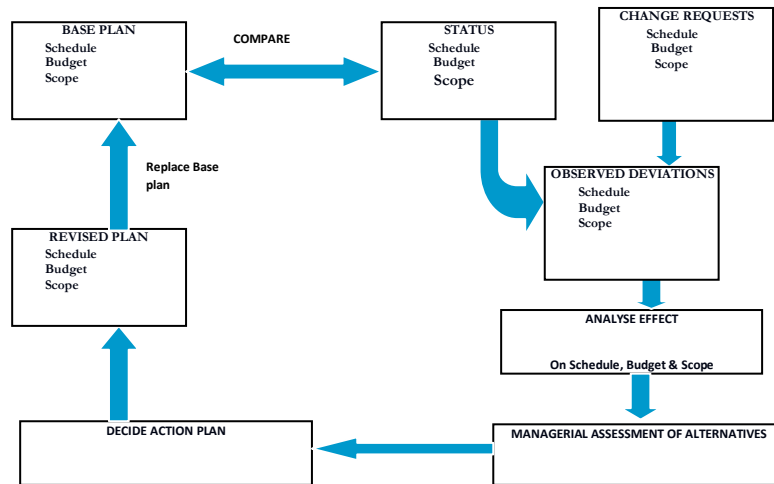 BASE PLAN
Schedule
Budget
Scope
COMPARE
STATUS
Schedule
Budget
Scope
CHANGE REQUESTS
Schedule
Budget
Scope
Replace Base
plan
OBSERVED DEVIATIONS
Schedule
Budget
Scope
REVISED PLAN
Schedule
Budget
Scope
ANALYSE EFFECT
On Schedule, Budget & Scope
DECIDE ACTION PLAN
MANAGERIAL ASSESSMENT OF ALTERNATIVES